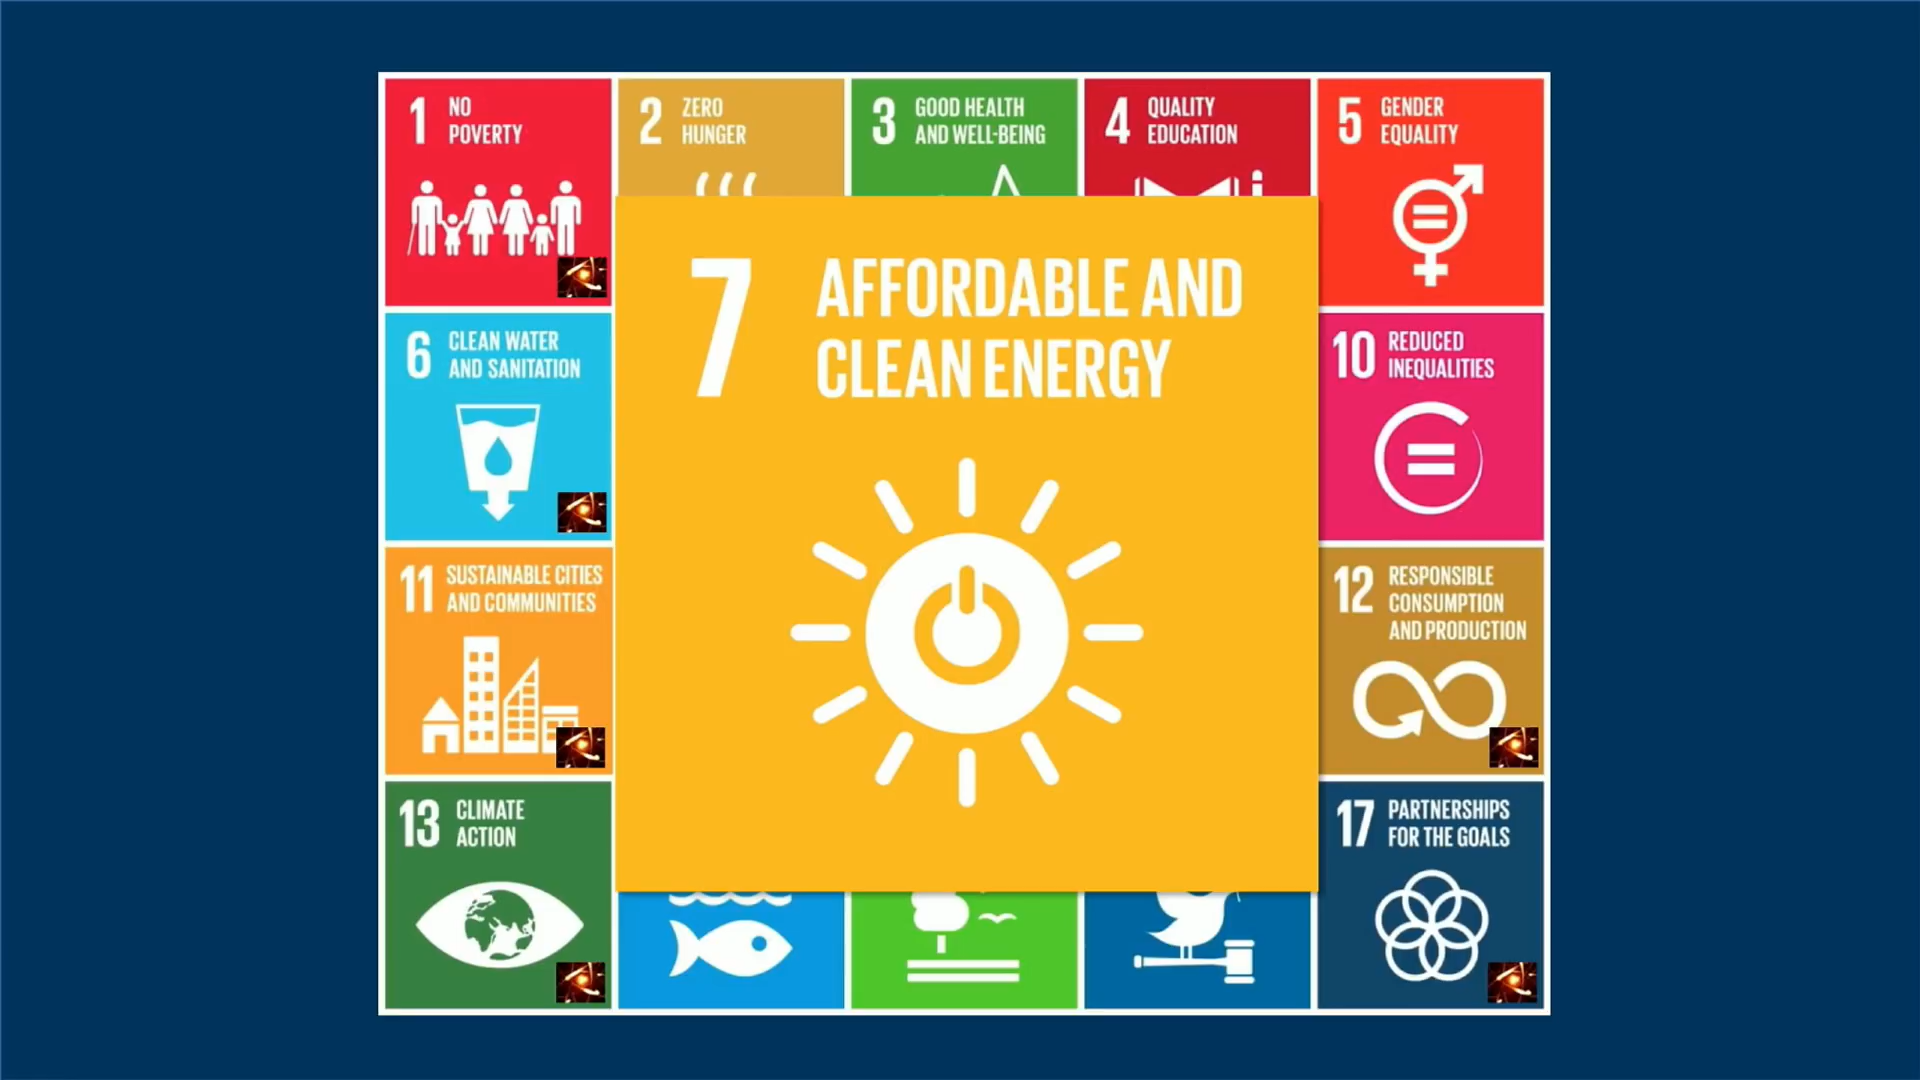 1 NO
POVERTY
2 ZERO
HUNGER
3 GOOD HEALTH
AND WELL-BEING
4 QUALITY
EDUCATION
5 GENDER
EQUALITY
6 CLEAN WATER
AND SANITATION
7 AFFORDABLE AND
CLEAN ENERGY
10 REDUCED
INEQUALITIES
11 SUSTAINABLE CITIES
AND COMMUNITIES
12 RESPONSIBLE
CONSUMPTION
AND PRODUCTION
13 CLIMATE
ACTION
17 PARTNERSHIPS
FOR THE GOALS